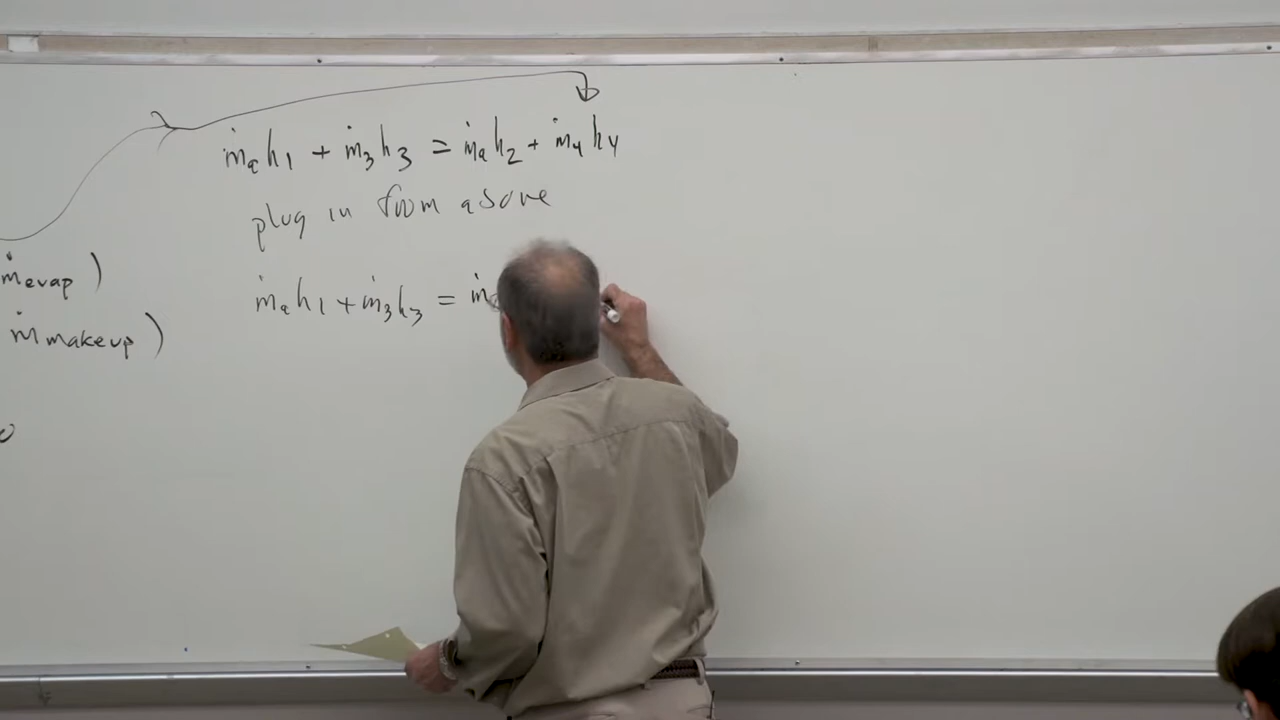 ṁₐh₁ + ṁ₃h₃ = ṁₐh₂ + ṁ₄h₄
plug in from above
ṁevap)
ṁₐh₁ + ṁ₃h₃ = ṁ
ṁmakeup)